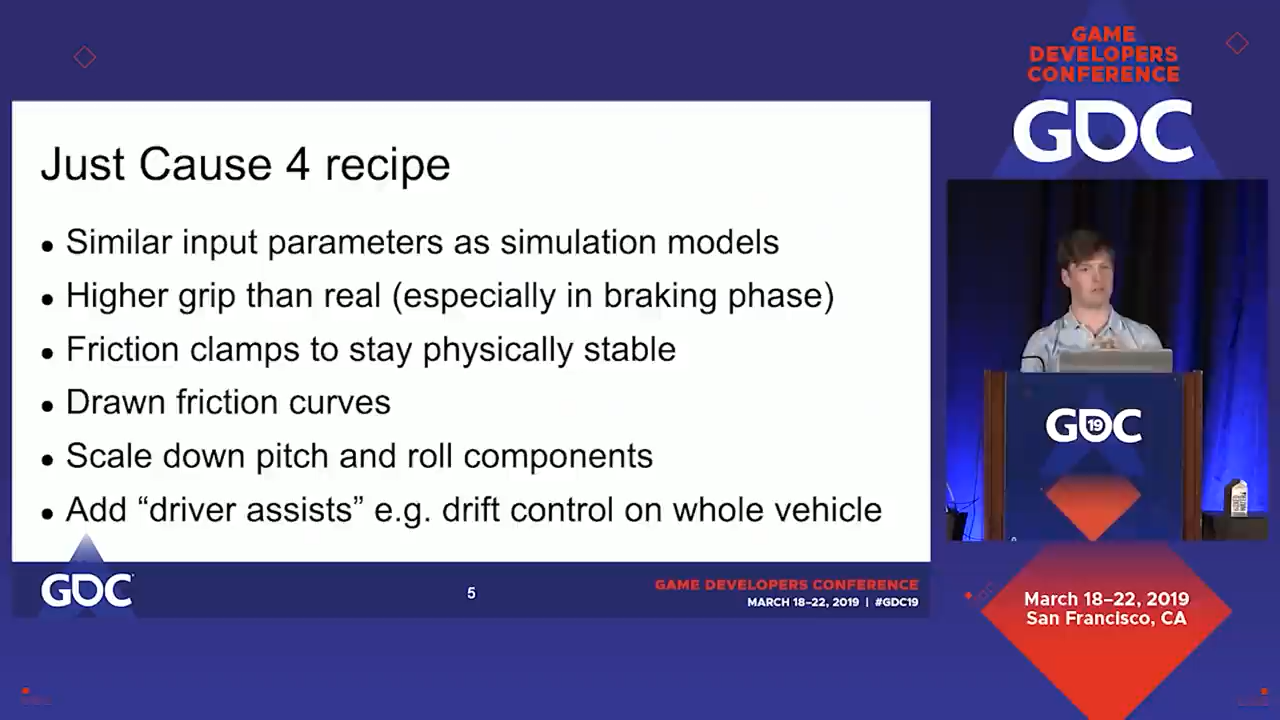 GAME
DEVELOPERS
CONFERENCE
GDC
Just Cause 4 recipe
• Similar input parameters as simulation models
• Higher grip than real (especially in braking phase)
• Friction clamps to stay physically stable
• Drawn friction curves
• Scale down pitch and roll components
• Add “driver assists” e.g. drift control on whole vehicle
GDC
5
GAME DEVELOPERS CONFERENCE
MARCH 18–22, 2019 | #GDC19
GDC
19
March 18–22, 2019
San Francisco, CA